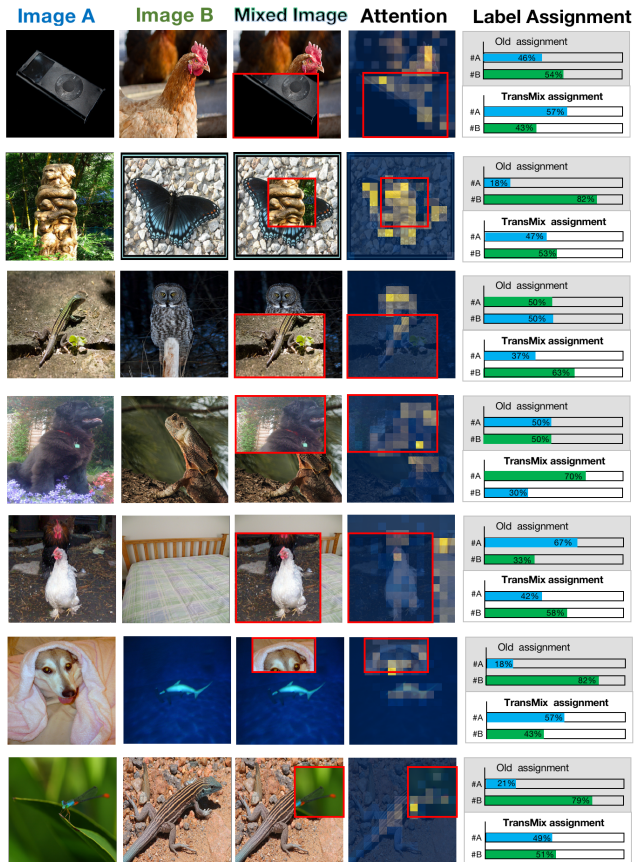 Image A Image B Mixed Image Attention Label Assignment
Old assignment
#A 46%
#B 54%
TransMix assignment
#A 57%
#B 43%
Old assignment
#A 18%
#B 82%
TransMix assignment
#A 47%
#B 53%
Old assignment
#A 50%
#B 50%
TransMix assignment
#A 37%
#B 63%
Old assignment
#A 50%
#B 50%
TransMix assignment
#A 70%
#B 30%
Old assignment
#A 67%
#B 33%
TransMix assignment
#A 42%
#B 58%
Old assignment
#A 18%
#B 82%
TransMix assignment
#A 57%
#B 43%
Old assignment
#A 21%
#B 79%
TransMix assignment
#A 49%
#B 51%